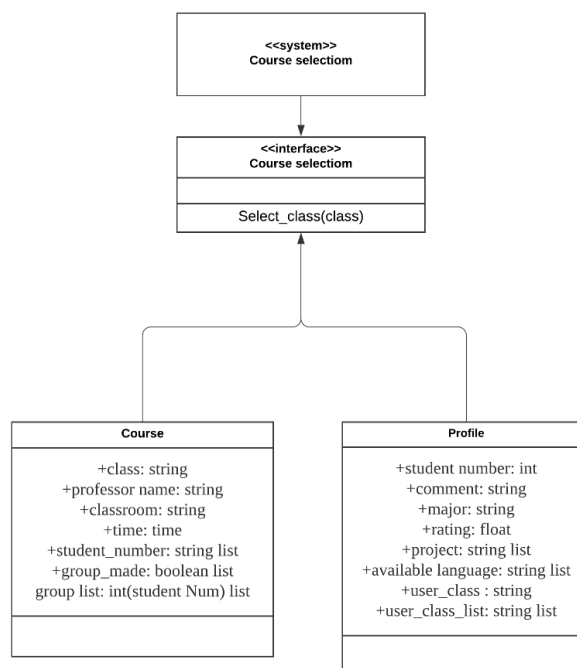 <<system>>
Course selectiom
<<interface>>
Course selectiom
Select_class(class)
Course
+class: string
+professor name: string
+classroom: string
+time: time
+student_number: string list
+group_made: boolean list
group list: int(student Num) list
Profile
+student number: int
+comment: string
+major: string
+rating: float
+project: string list
+available language: string list
+user_class : string
+user_class_list: string list